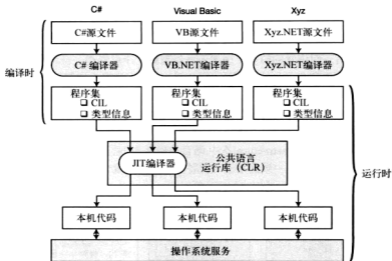 C#
Visual Basic
Xyz
C#源文件
VB源文件
Xyz.NET源文件
编译时
C# 编译器
VB.NET编译器
Xyz.NET编译器
程序集
CIL
类型信息
程序集
CIL
类型信息
程序集
CIL
类型信息
JIT编译器
公共语言
运行库（CLR）
运行时
本机代码
本机代码
本机代码
操作系统服务